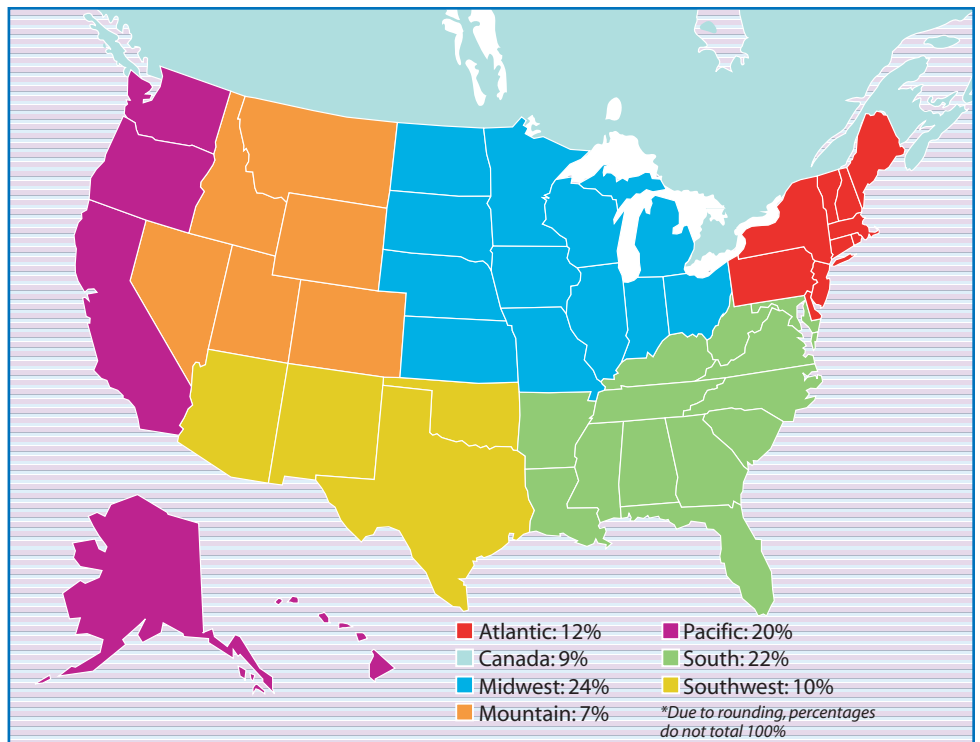 Atlantic: 12%
Canada: 9%
Midwest: 24%
Mountain: 7%
Pacific: 20%
South: 22%
Southwest: 10%
*Due to rounding, percentages
do not total 100%